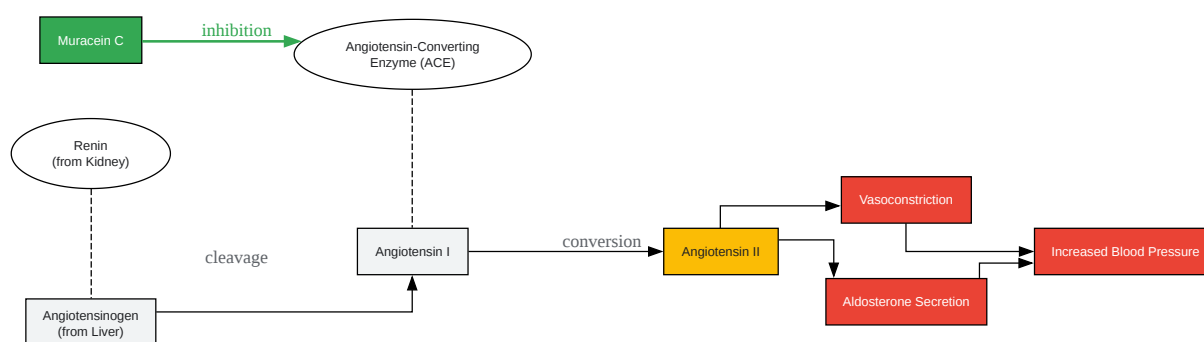 Muracein C
inhibition
Angiotensin-Converting
Enzyme (ACE)
Renin
(from Kidney)
cleavage
Angiotensinogen
(from Liver)
Angiotensin I
conversion
Angiotensin II
Vasoconstriction
Aldosterone Secretion
Increased Blood Pressure